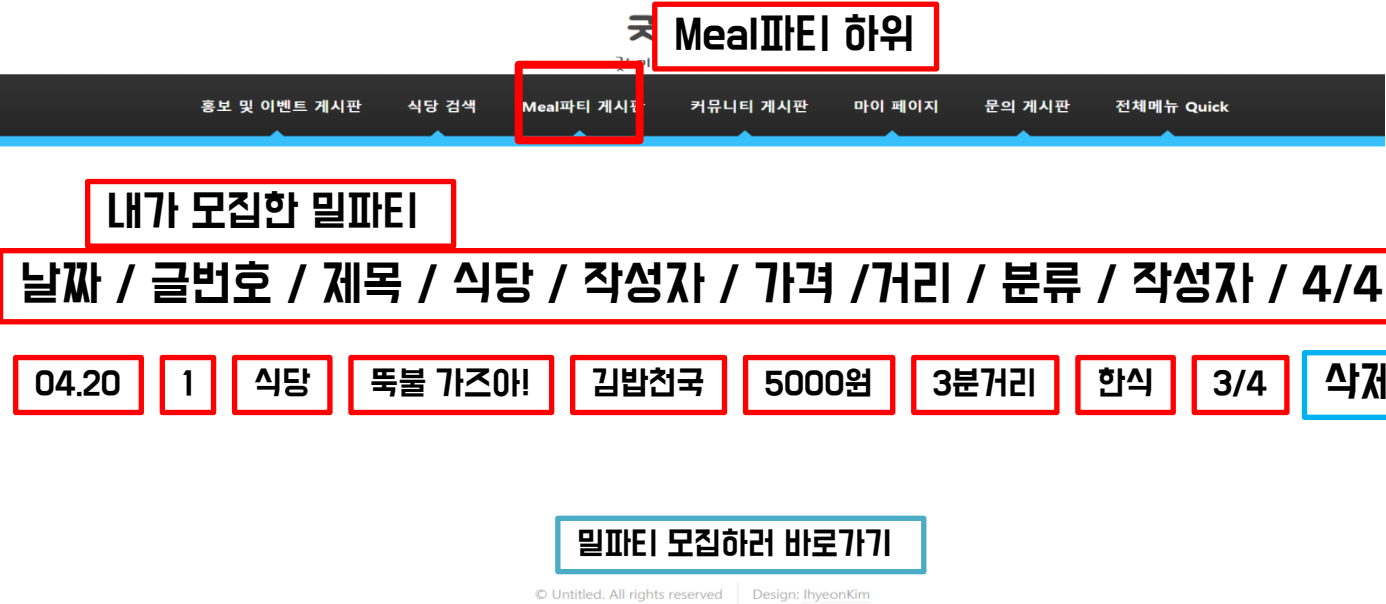 Meal파티 하위
홍보 및 이벤트 게시판 식당 검색 Meal파티 게시판 커뮤니티 게시판 마이 페이지 문의 게시판 전체메뉴 Quick
내가 모집한 밀파티
날짜 / 글번호 / 제목 / 식당 / 작성자 / 가격 /거리 / 분류 / 작성자 / 4/4
04.20 1 식당 뚝불 가즈아! 김밥천국 5000원 3분거리 한식 3/4 삭제
밀파티 모집하러 바로가기
© Untitled. All rights reserved Design: IhyeonKim